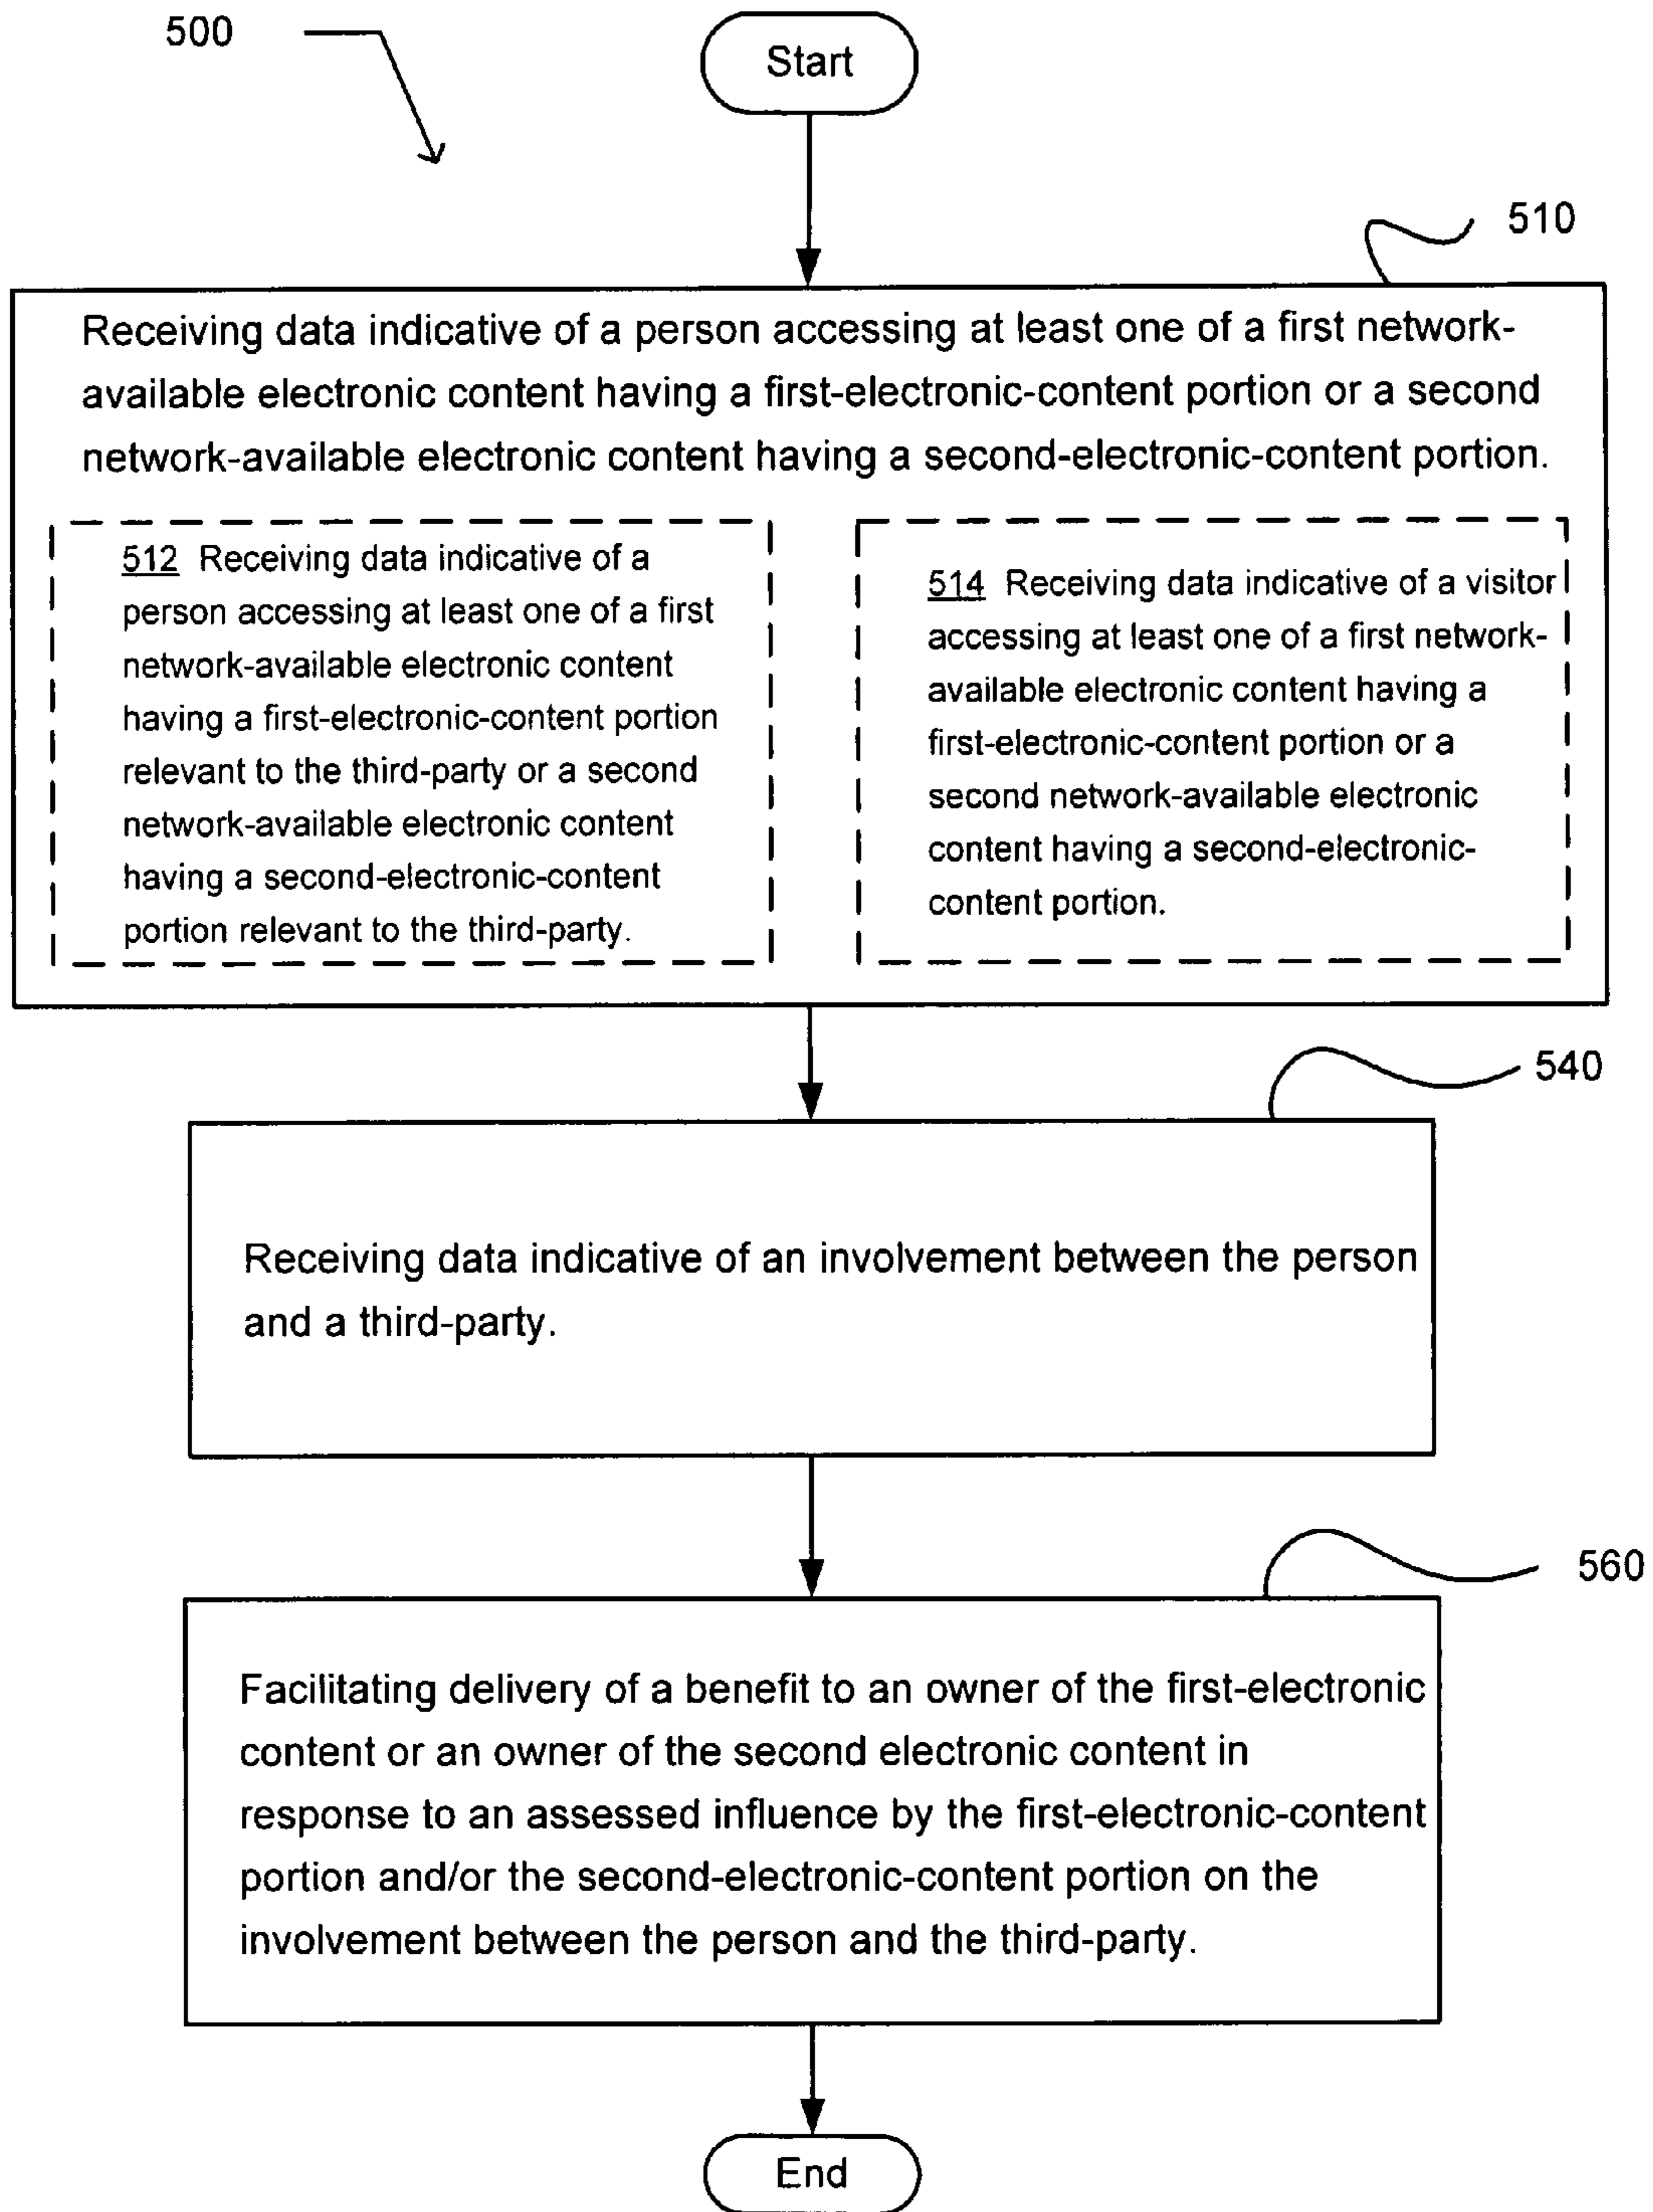 500
Start
510
Receiving data indicative of a person accessing at least one of a first network-
available electronic content having a first-electronic-content portion or a second
network-available electronic content having a second-electronic-content portion.
512 Receiving data indicative of a
person accessing at least one of a first
network-available electronic content
having a first-electronic-content portion
relevant to the third-party or a second
network-available electronic content
having a second-electronic-content
portion relevant to the third-party.
514 Receiving data indicative of a visitor
accessing at least one of a first network-
available electronic content having a
first-electronic-content portion or a
second network-available electronic
content having a second-electronic-
content portion.
540
Receiving data indicative of an involvement between the person
and a third-party.
560
Facilitating delivery of a benefit to an owner of the first-electronic
content or an owner of the second electronic content in
response to an assessed influence by the first-electronic-content
portion and/or the second-electronic-content portion on the
involvement between the person and the third-party.
End